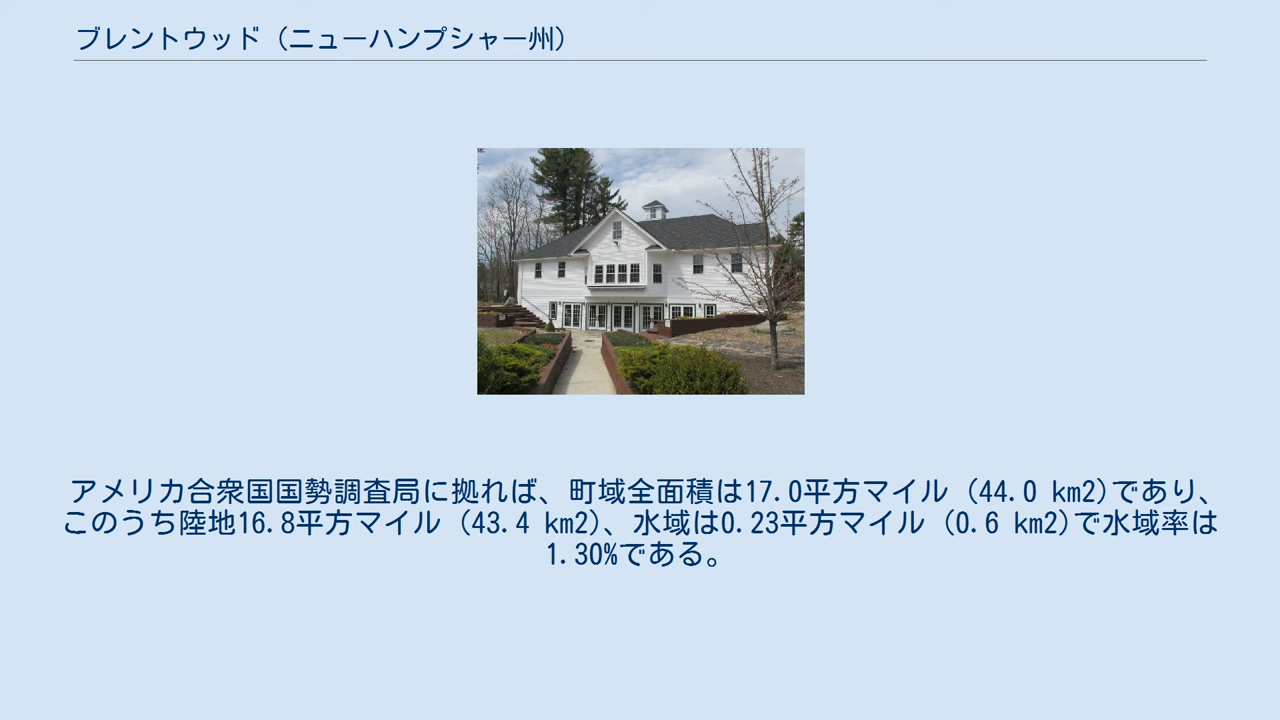 ブレントウッド (ニューハンプシャー州)
アメリカ合衆国国勢調査局に拠れば、町域全面積は17.0平方マイル (44.0 km2)であり、
このうち陸地16.8平方マイル (43.4 km2)、水域は0.23平方マイル (0.6 km2)で水域率は
1.30%である。